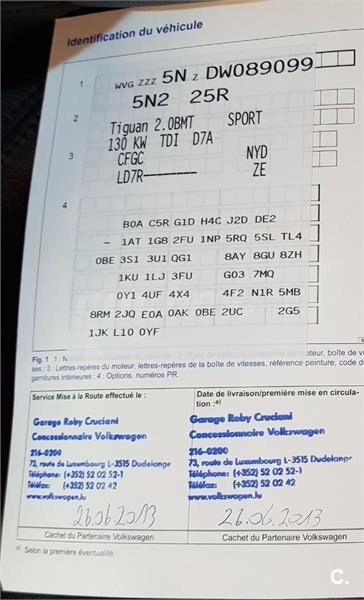 Identification du véhicule
1
WVG ZZZ 5N Z DW089099
5N2 25R
2
Tiguan 2.0BMT SPORT
130 KW TDI D7A
3
CFGC NYD
LD7R-------- ZE
4
B0A C5R G1D H4C J2D DE2
- 1AT 1G8 2FU 1NP 5RQ 5SL TL4
0BE 3S1 3U1 QG1 8AY 8GU 8ZH
1KU 1LJ 3FU G03 7MQ
0Y1 4UF 4X4 4F2 N1R 5MB
8RM 2JQ E0A 0AK 0BE 2UC 2G5
1JK L10 0YF
Fig. 1 1 : moteur, boîte de
ses ; 3 : Lettres-repères du moteur, lettres-repères de la boîte de vitesses, référence peinture, code
garnitures intérieures ; 4 : Options, numéros PR.
Service Mise à la Route effectué le :
Garage Roby Cruciani
Concessionnaire Volkswagen
216-0200
73, route de Luxembourg L-3515 Dudelange
Téléphone: (+352) 52 02 52-1
Téléfax: (+352) 52 02 42
www.volkswagen.lu
26.06.2013
Cachet du Partenaire Volkswagen
Date de livraison/première mise en circula-
tion :a)
Garage Roby Cruciani
Concessionnaire Volkswagen
216-0200
73, route de Luxembourg L-3515 Dudelange
Téléphone: (+352) 52 02 52-1
Téléfax: (+352) 52 02 42
www.volkswagen.lu
26.06.2013
Cachet du Partenaire Volkswagen
a) Selon la première éventualité.
C.